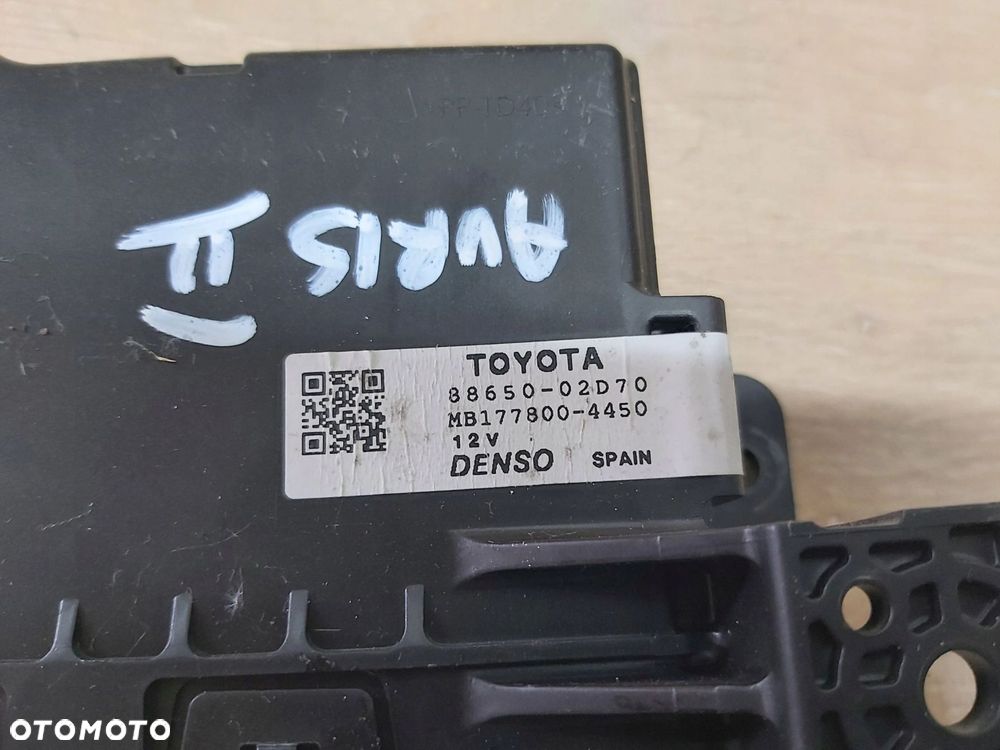 AURIS II
TOYOTA
88650-02D70
MB177800-4450
12V
DENSO SPAIN
OTOMOTO